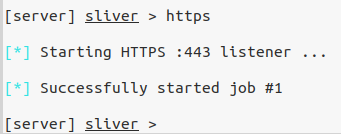 [server] sliver > https
[*] Starting HTTPS :443 listener ...
[*] Successfully started job #1
[server] sliver >